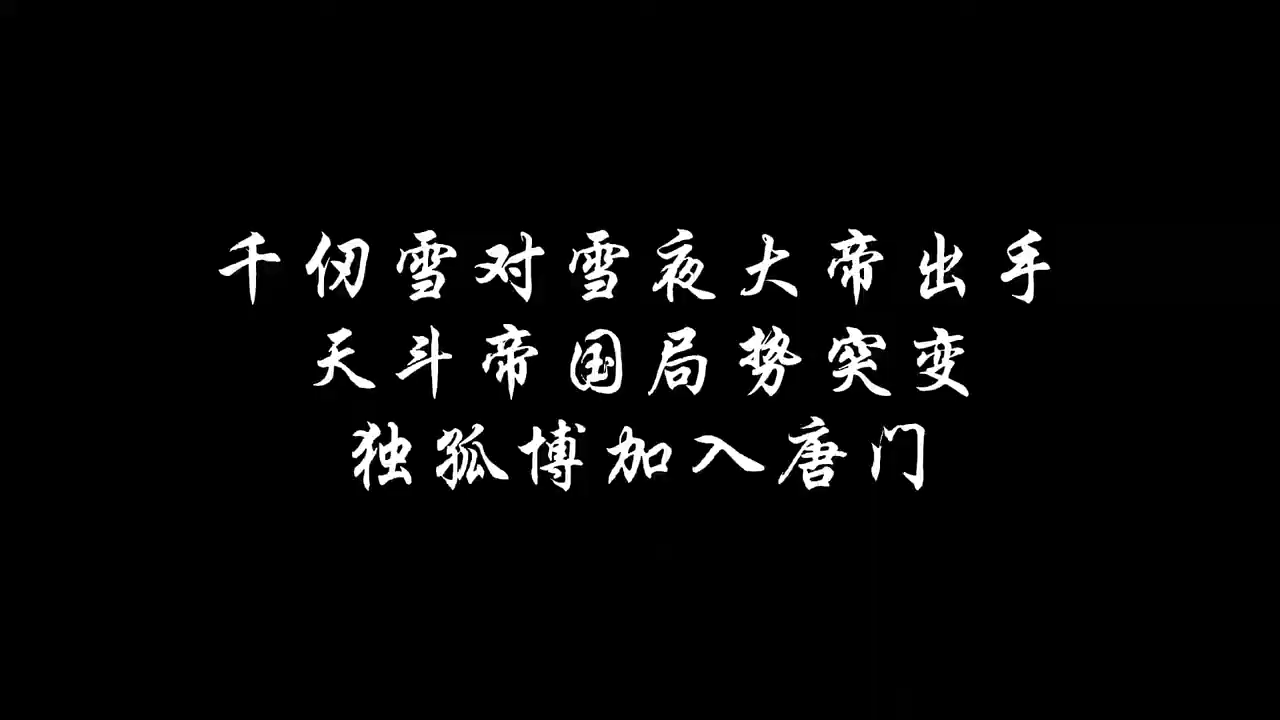 千仞雪对雪夜大帝出手
天斗帝国局势突变
独孤博加入唐门